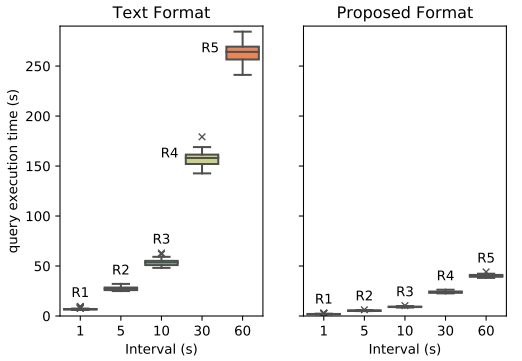 Text Format
Proposed Format
query execution time (s)
250
200
150
100
50
0
R1
R2
R3
R4
R5
R1
R2
R3
R4
R5
1 5 10 30 60
1 5 10 30 60
Interval (s)
Interval (s)